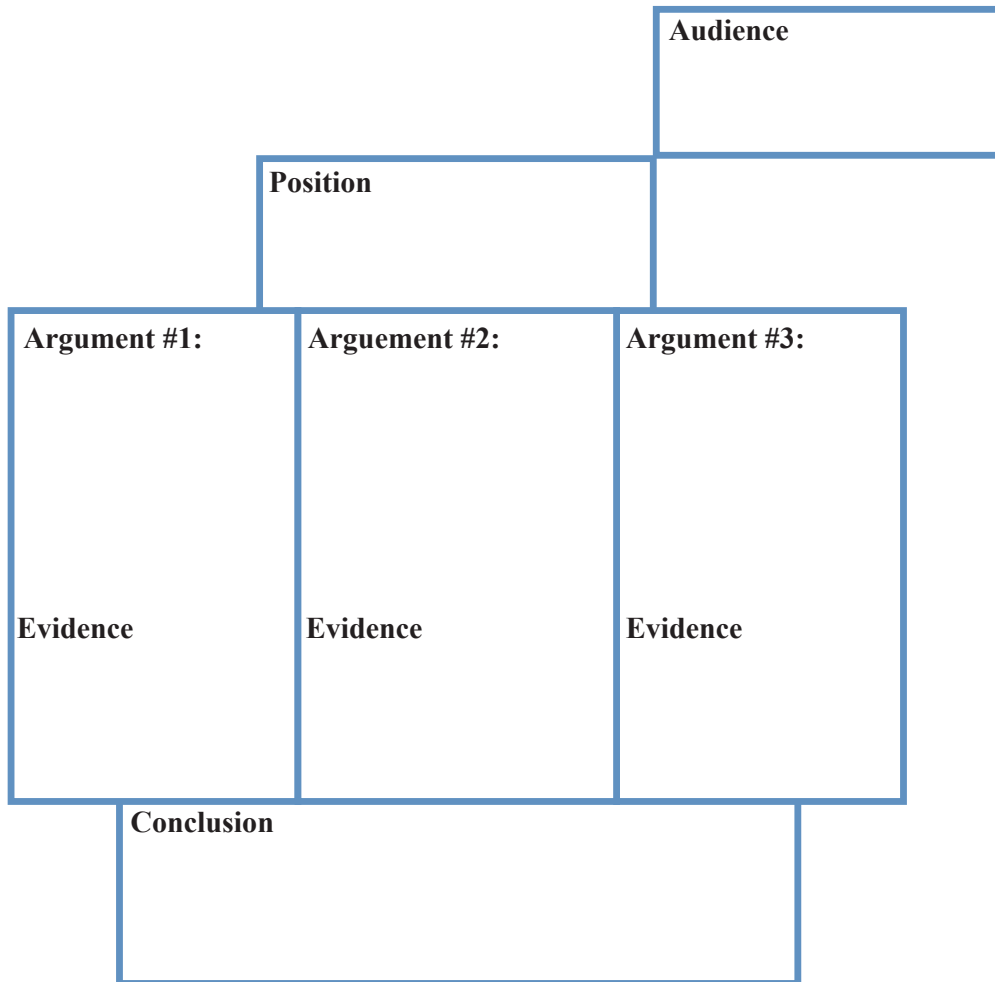 Audience
Position
Argument #1:
Arguement #2:
Argument #3:
Evidence
Evidence
Evidence
Conclusion